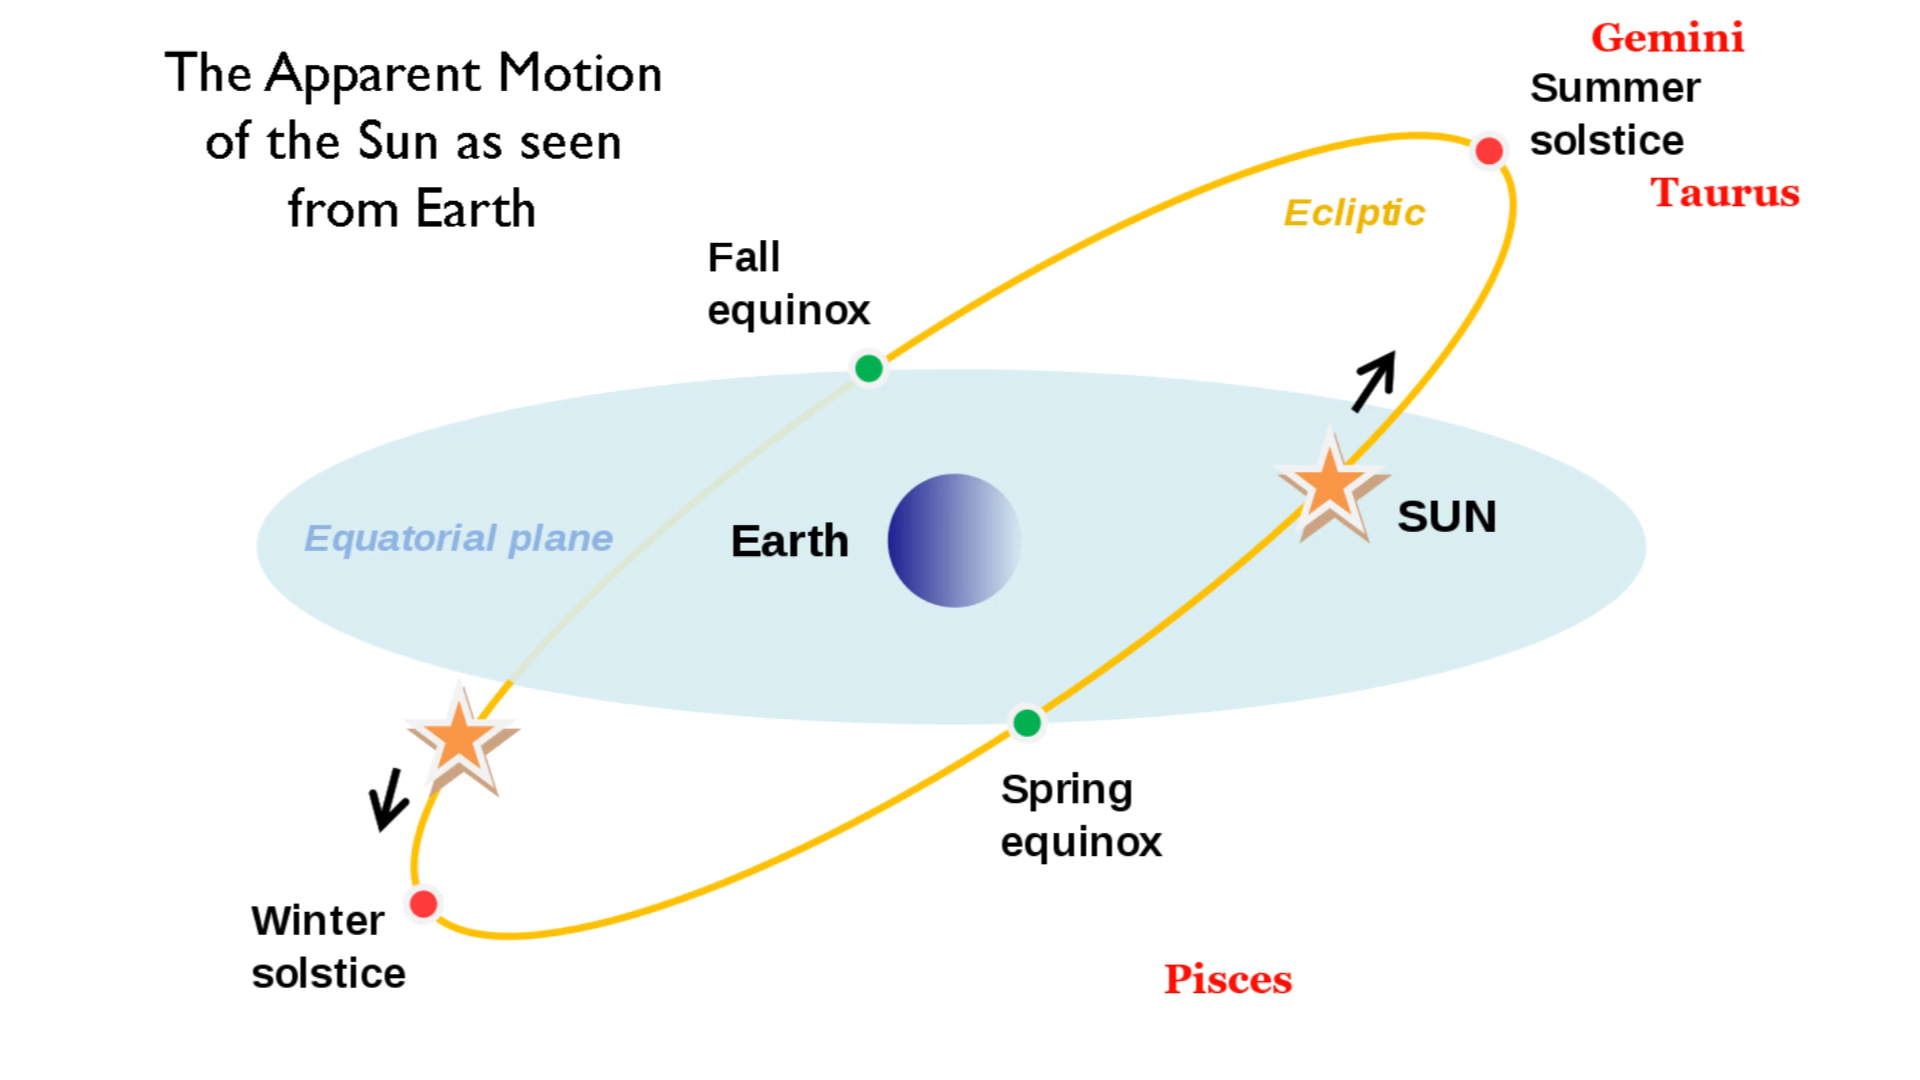 The Apparent Motion
of the Sun as seen
from Earth
Gemini
Summer
solstice
Taurus
Ecliptic
Fall
equinox
Equatorial plane
Earth
SUN
Spring
equinox
Winter
solstice
Pisces